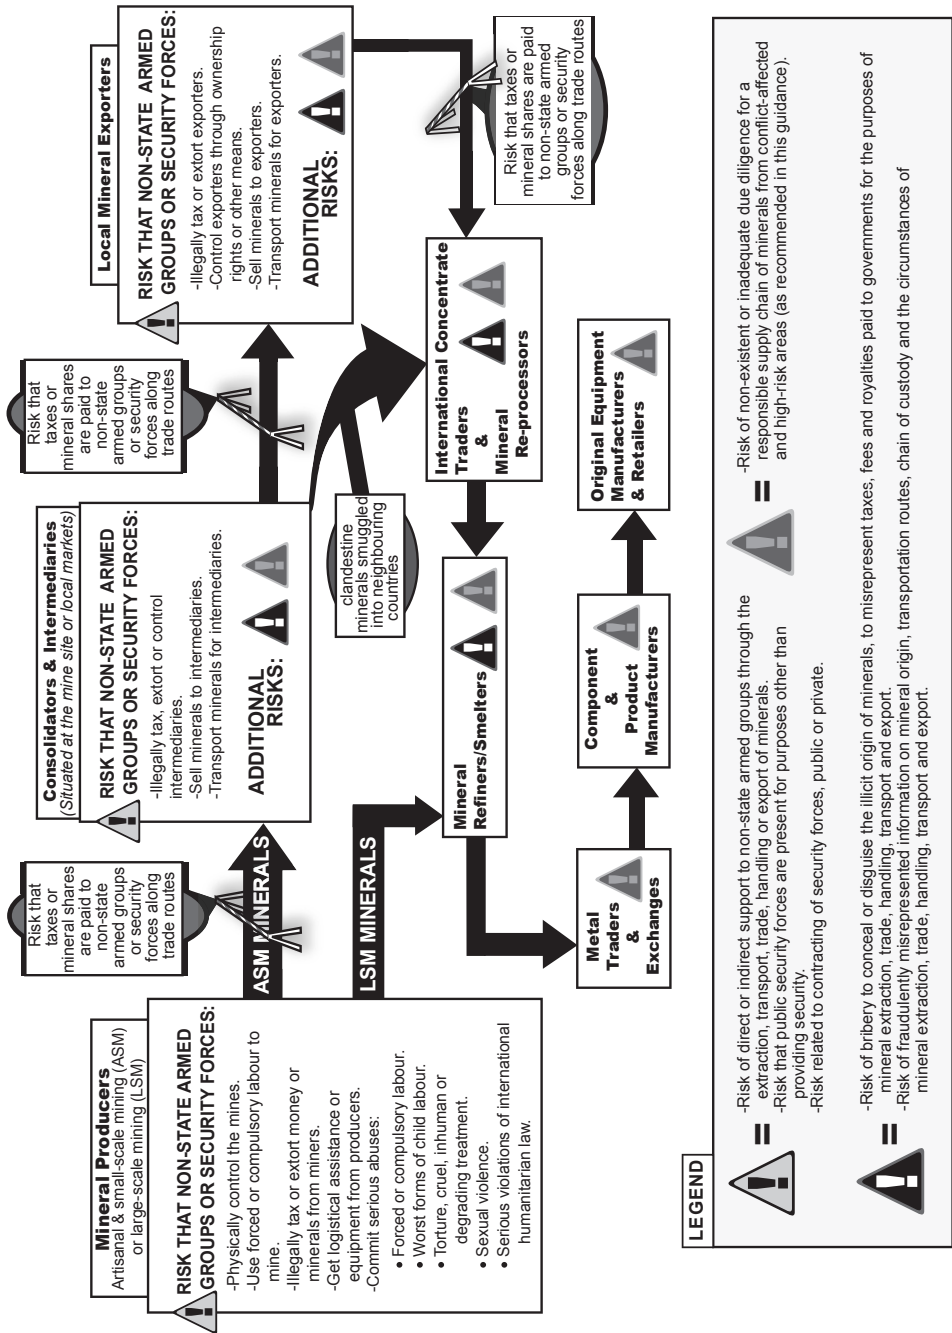 Mineral Producers
Artisanal & small-scale mining (ASM)
or large-scale mining (LSM)
RISK THAT NON-STATE ARMED
GROUPS OR SECURITY FORCES:
-Physically control the mines.
-Use forced or compulsory labour to
mine.
-Illegally tax or extort money or
minerals from miners.
-Get logistical assistance or
equipment from producers.
-Commit serious abuses:
• Forced or compulsory labour.
• Worst forms of child labour.
• Torture, cruel, inhuman or
degrading treatment.
• Sexual violence.
• Serious violations of international
humanitarian law.
Risk that
taxes or
mineral shares
are paid to
non-state
armed groups
or security
forces along
trade routes
ASM MINERALS
LSM MINERALS
Consolidators & Intermediaries
(Situated at the mine site or local markets)
RISK THAT NON-STATE ARMED
GROUPS OR SECURITY FORCES:
-Illegally tax, extort or control
intermediaries.
-Sell minerals to intermediaries.
-Transport minerals for intermediaries.
ADDITIONAL
RISKS:
Risk that
taxes or
mineral shares
are paid to
non-state
armed groups
or security
forces along
trade routes
clandestine
minerals smuggled
into neighbouring
countries
Local Mineral Exporters
RISK THAT NON-STATE ARMED
GROUPS OR SECURITY FORCES:
-Illegally tax or extort exporters.
-Control exporters through ownership
rights or other means.
-Sell minerals to exporters.
-Transport minerals for exporters.
ADDITIONAL
RISKS:
Risk that taxes or
mineral shares are paid
to non-state armed
groups or security
forces along trade routes
International Concentrate
Traders
&
Mineral
Re-processors
Mineral
Refiners/Smelters
Metal
Traders
&
Exchanges
Component
&
Product
Manufacturers
Original Equipment
Manufacturers
& Retailers
LEGEND
=
-Risk of direct or indirect support to non-state armed groups through the
extraction, transport, trade, handling or export of minerals.
-Risk that public security forces are present for purposes other than
providing security.
-Risk related to contracting of security forces, public or private.
=
-Risk of non-existent or inadequate due diligence for a
responsible supply chain of minerals from conflict-affected
and high-risk areas (as recommended in this guidance).
=
-Risk of bribery to conceal or disguise the illicit origin of minerals, to misrepresent taxes, fees and royalties paid to governments for the purposes of
mineral extraction, trade, handling, transport and export.
-Risk of fraudulently misrepresented information on mineral origin, transportation routes, chain of custody and the circumstances of
mineral extraction, trade, handling, transport and export.